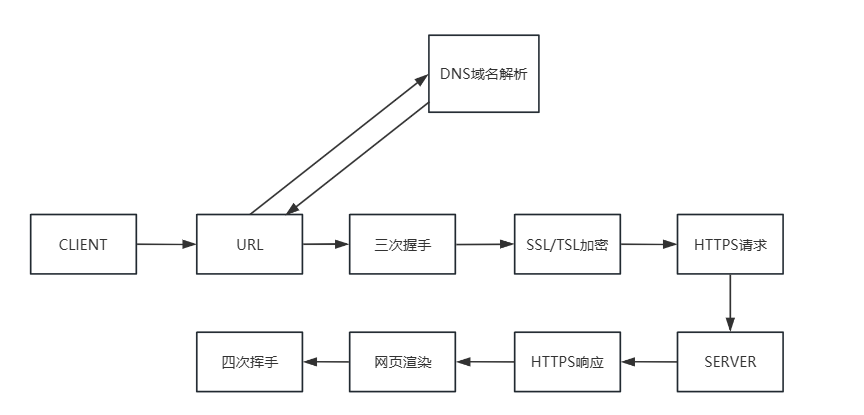 DNS域名解析
CLIENT
URL
三次握手
SSL/TSL加密
HTTPS请求
四次挥手
网页渲染
HTTPS响应
SERVER